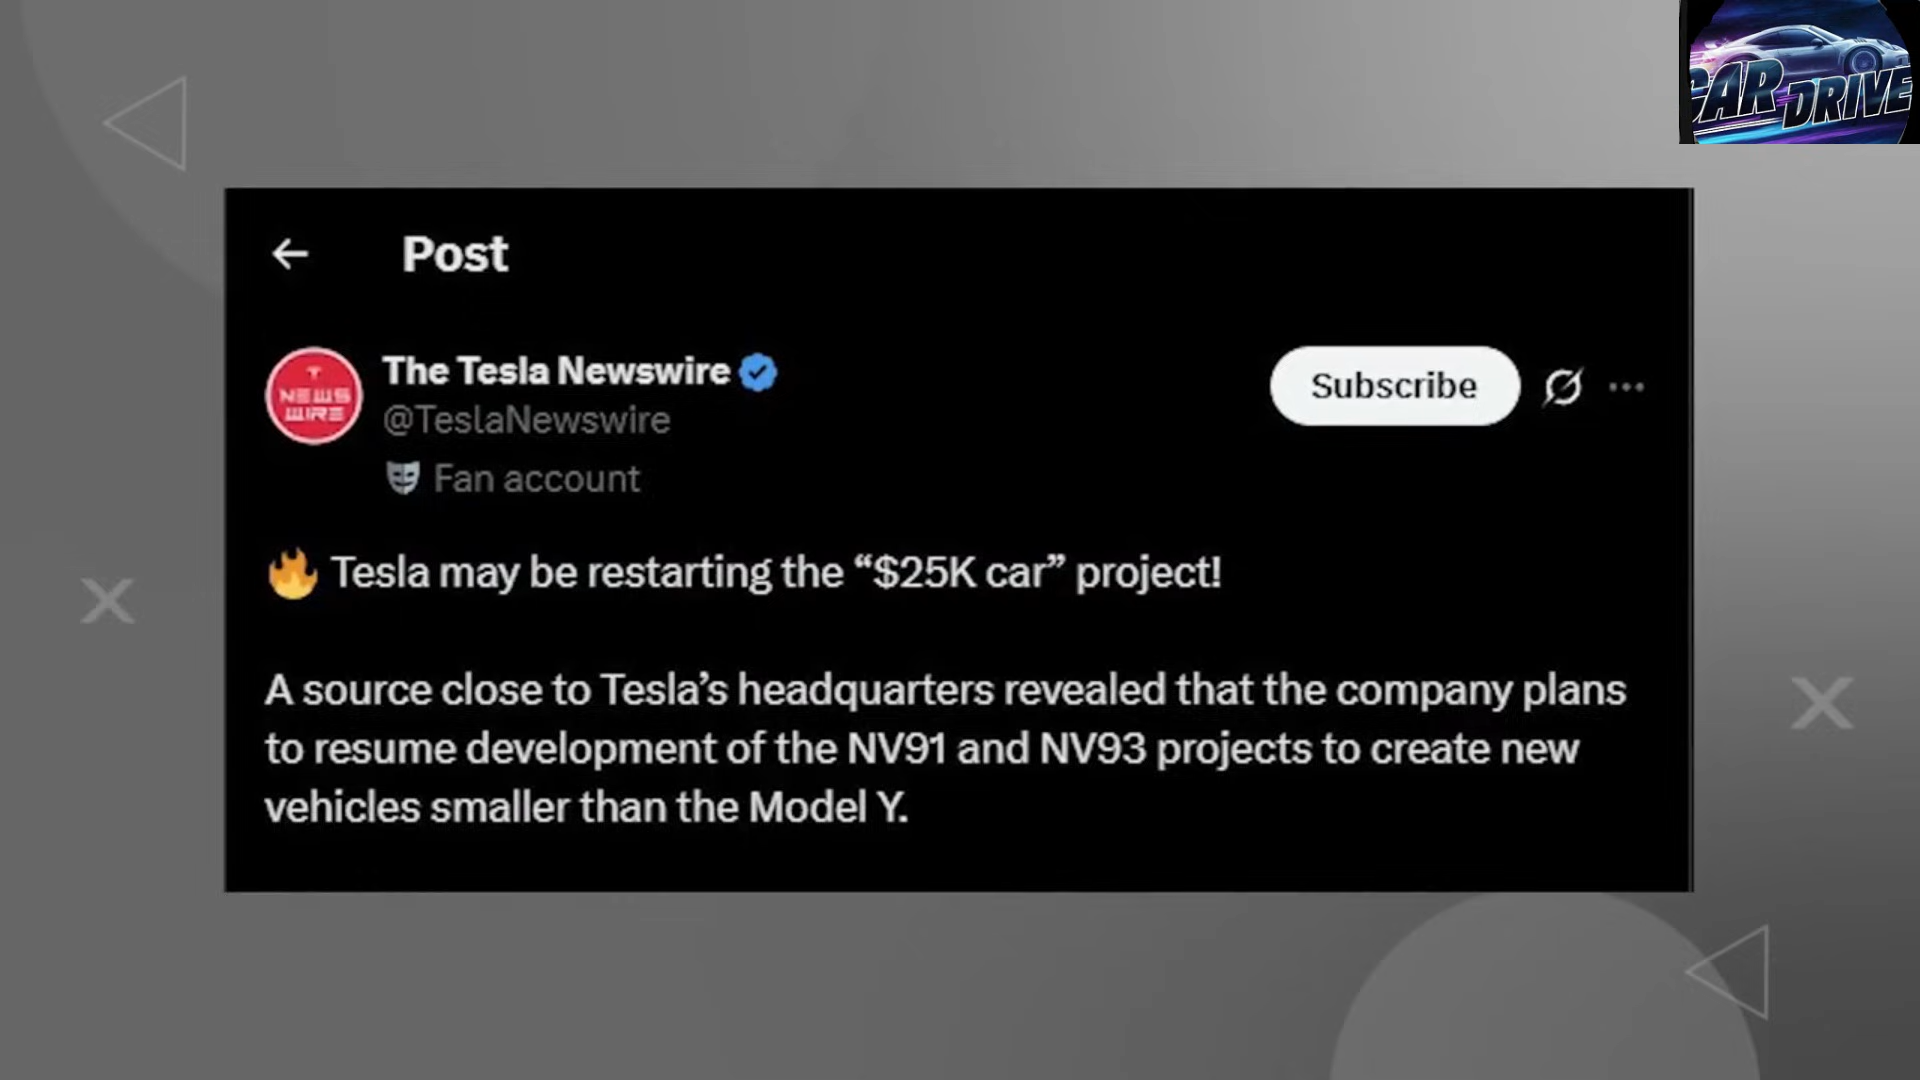 CAR DRIVE
Post
NEWS
WIRE
The Tesla Newswire
@TeslaNewswire
Fan account
Subscribe
🔥 Tesla may be restarting the “$25K car” project!
A source close to Tesla’s headquarters revealed that the company plans
to resume development of the NV91 and NV93 projects to create new
vehicles smaller than the Model Y.